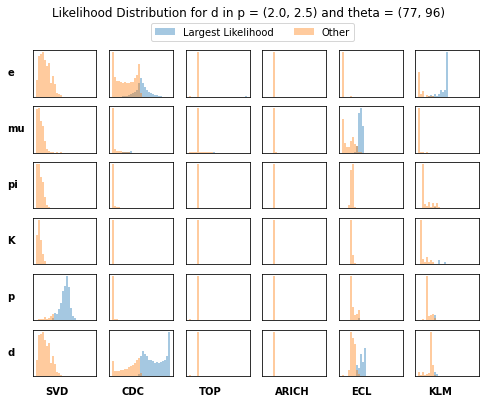 Likelihood Distribution for d in p = (2.0, 2.5) and theta = (77, 96)
Largest Likelihood Other
e
mu
pi
K
p
d
SVD CDC TOP ARICH ECL KLM